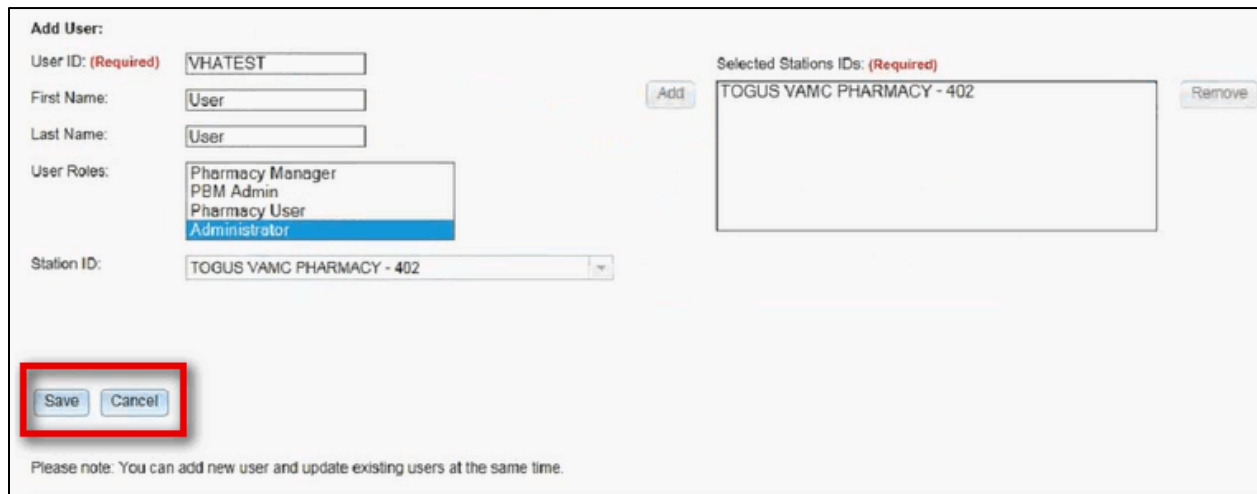 Add User:
User ID: (Required) VHATEST
First Name: User
Last Name: User
User Roles: Pharmacy Manager
PBM Admin
Pharmacy User
Administrator
Station ID: TOGUS VAMC PHARMACY - 402
Add
Selected Stations IDs: (Required)
TOGUS VAMC PHARMACY - 402
Remove
Save Cancel
Please note: You can add new user and update existing users at the same time.